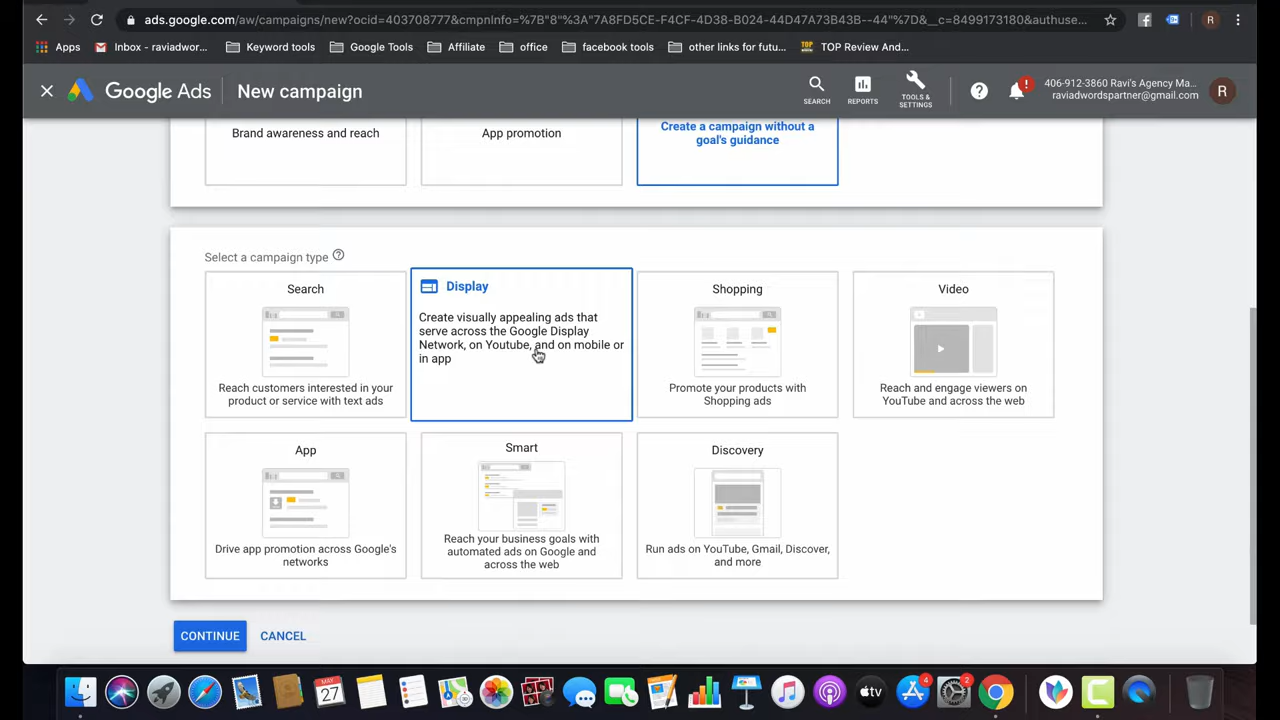 ads.google.com/aw/campaigns/new?ocid=403708777&cmpnInfo=%7B"8"%3A"7A8FD5CE-F4CF-4D38-B024-44D47A73B43B--44"%7D&__c=8499173180&authuse...
R
Apps
Inbox - raviadwor...
Keyword tools
Google Tools
Affiliate
office
facebook tools
other links for futu...
TOP Review And...
Google Ads
New campaign
SEARCH
REPORTS
TOOLS &
SETTINGS
!
406-912-3860 Ravi's Agency Ma...
raviadwordspartner@gmail.com
R
Brand awareness and reach
App promotion
Create a campaign without a
goal's guidance
Select a campaign type
Search
Reach customers interested in your
product or service with text ads
Display
Create visually appealing ads that
serve across the Google Display
Network, on Youtube, and on mobile or
in app
Shopping
Promote your products with
Shopping ads
Video
Reach and engage viewers on
YouTube and across the web
App
Drive app promotion across Google's
networks
Smart
Reach your business goals with
automated ads on Google and
across the web
Discovery
Run ads on YouTube, Gmail, Discover,
and more
CONTINUE
CANCEL
MAY
27
tv
4
2